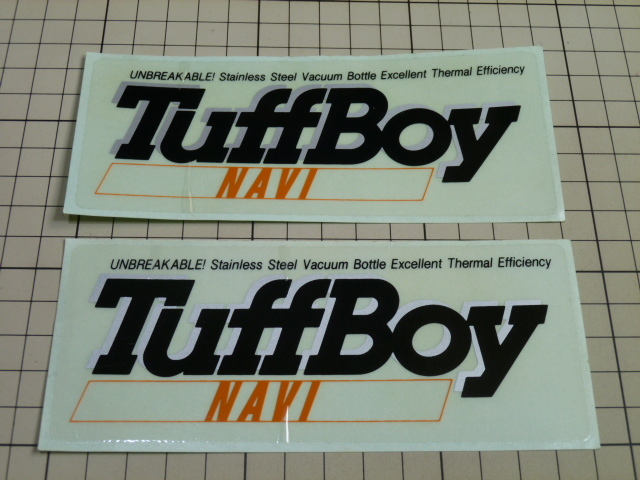 UNBREAKABLE! Stainless Steel Vacuum Bottle Excellent Thermal Efficiency
TuffBoy
NAVI
UNBREAKABLE! Stainless Steel Vacuum Bottle Excellent Thermal Efficiency
TuffBoy
NAVI